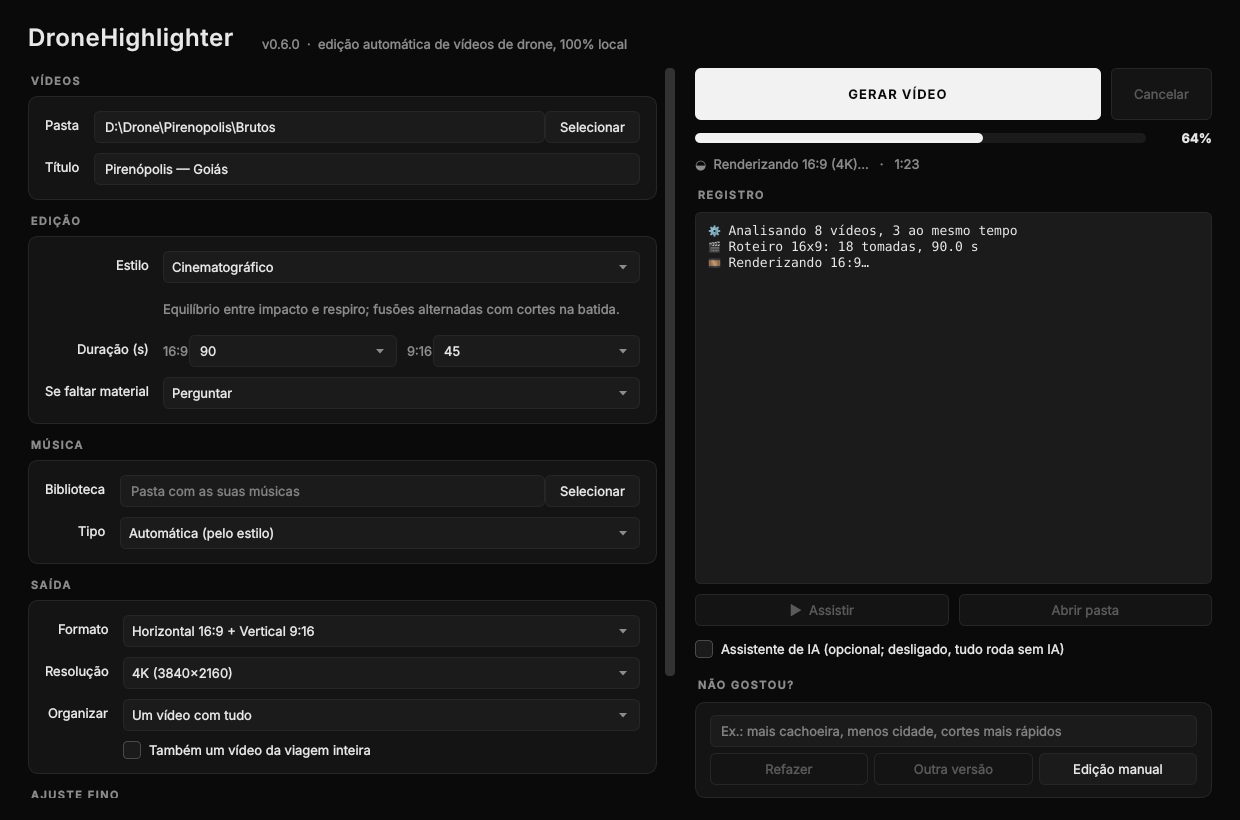 DroneHighlighter
v0.6.0 · edição automática de vídeos de drone, 100% local
VÍDEOS
Pasta D:\Drone\Pirenopolis\Brutos Selecionar
Título Pirenópolis — Goiás
EDIÇÃO
Estilo Cinematográfico
Equilíbrio entre impacto e respiro; fusões alternadas com cortes na batida.
Duração (s) 16:9 90 9:16 45
Se faltar material Perguntar
MÚSICA
Biblioteca Pasta com as suas músicas Selecionar
Tipo Automática (pelo estilo)
SAÍDA
Formato Horizontal 16:9 + Vertical 9:16
Resolução 4K (3840×2160)
Organizar Um vídeo com tudo
Também um vídeo da viagem inteira
AJUSTE FINO
GERAR VÍDEO Cancelar
64%
Renderizando 16:9 (4K)... · 1:23
REGISTRO
Analisando 8 vídeos, 3 ao mesmo tempo
Roteiro 16x9: 18 tomadas, 90.0 s
Renderizando 16:9…
Assistir Abrir pasta
Assistente de IA (opcional; desligado, tudo roda sem IA)
NÃO GOSTOU?
Ex.: mais cachoeira, menos cidade, cortes mais rápidos
Refazer Outra versão Edição manual